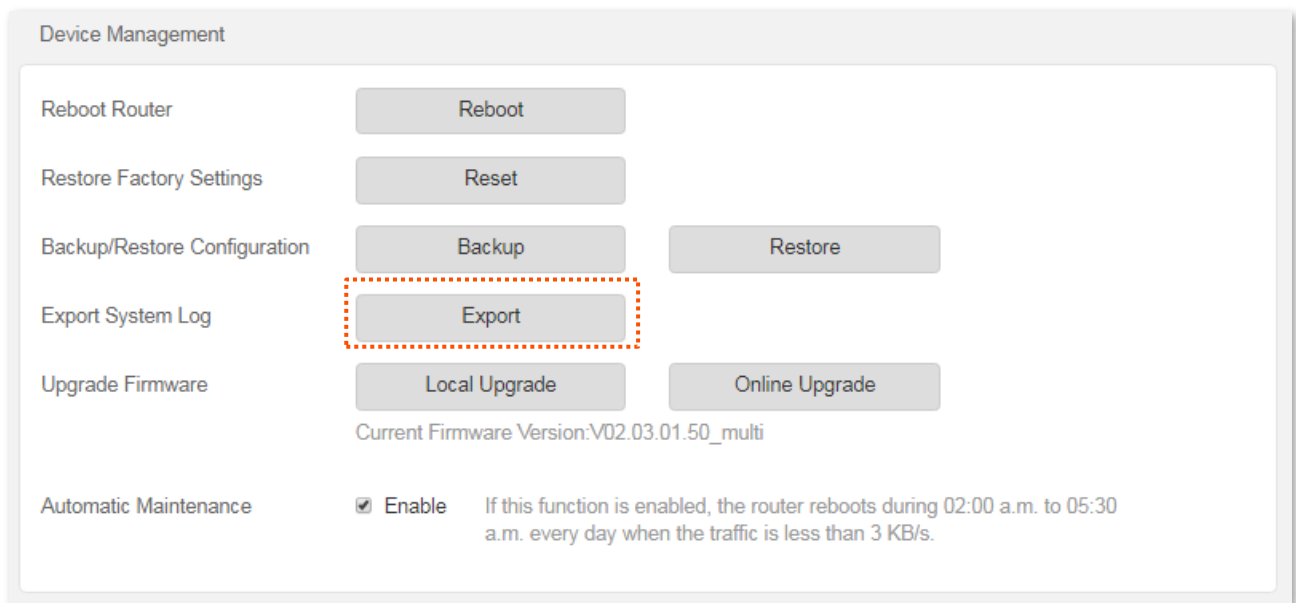 Device Management
Reboot Router Reboot
Restore Factory Settings Reset
Backup/Restore Configuration Backup Restore
Export System Log Export
Upgrade Firmware Local Upgrade Online Upgrade
Current Firmware Version:V02.03.01.50_multi
Automatic Maintenance Enable If this function is enabled, the router reboots during 02:00 a.m. to 05:30
a.m. every day when the traffic is less than 3 KB/s.